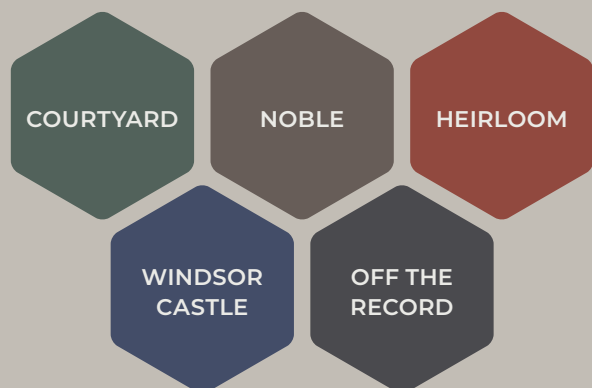 COURTYARD
NOBLE
HEIRLOOM
WINDSOR
CASTLE
OFF THE
RECORD